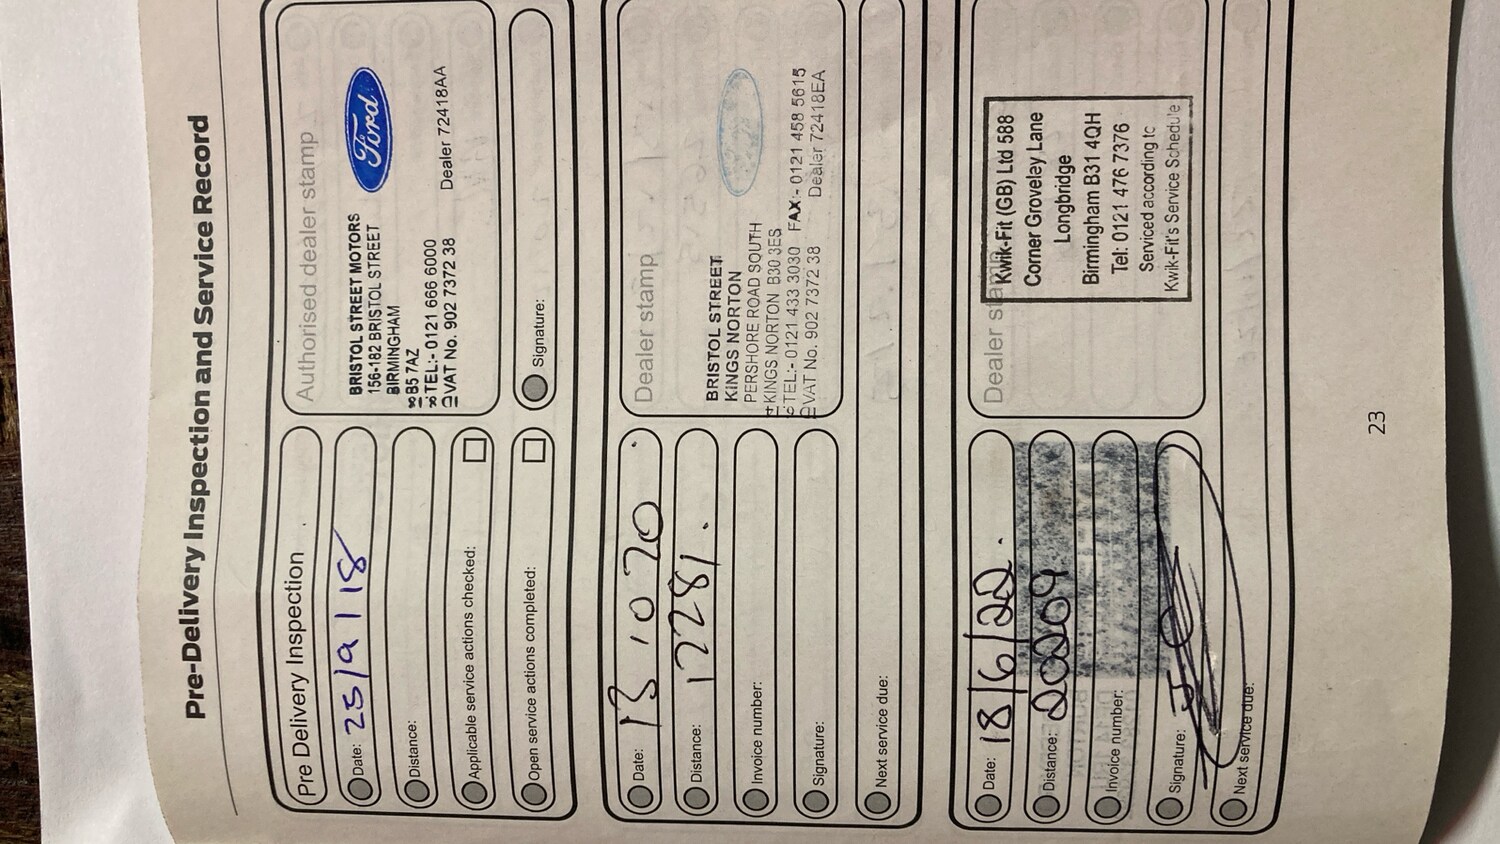 Pre-Delivery Inspection and Service Record
Pre Delivery Inspection
Date: 25/9/18
Distance:
Applicable service actions checked:
Open service actions completed:
Authorised dealer stamp
Ford
BRISTOL STREET MOTORS
156-182 BRISTOL STREET
BIRMINGHAM
B5 7AZ
TEL:- 0121 666 6000
VAT No. 902 7372 38
Dealer 72418AA
Signature:
Date: 13 10 20
Distance: 12281.
Invoice number:
Signature:
Next service due:
Dealer stamp
BRISTOL STREET
KINGS NORTON
PERSHORE ROAD SOUTH
KINGS NORTON B30 3ES
TEL:- 0121 433 3030 FAX:- 0121 458 5615
VAT No. 902 7372 38 Dealer 72418EA
Date: 18/6/22.
Distance: 20209
Invoice number:
Signature:
Next service due:
Dealer stamp
Kwik-Fit (GB) Ltd 588
Corner Groveley Lane
Longbridge
Birmingham B31 4QH
Tel: 0121 476 7376
Serviced according to
Kwik-Fit's Service Schedule
23